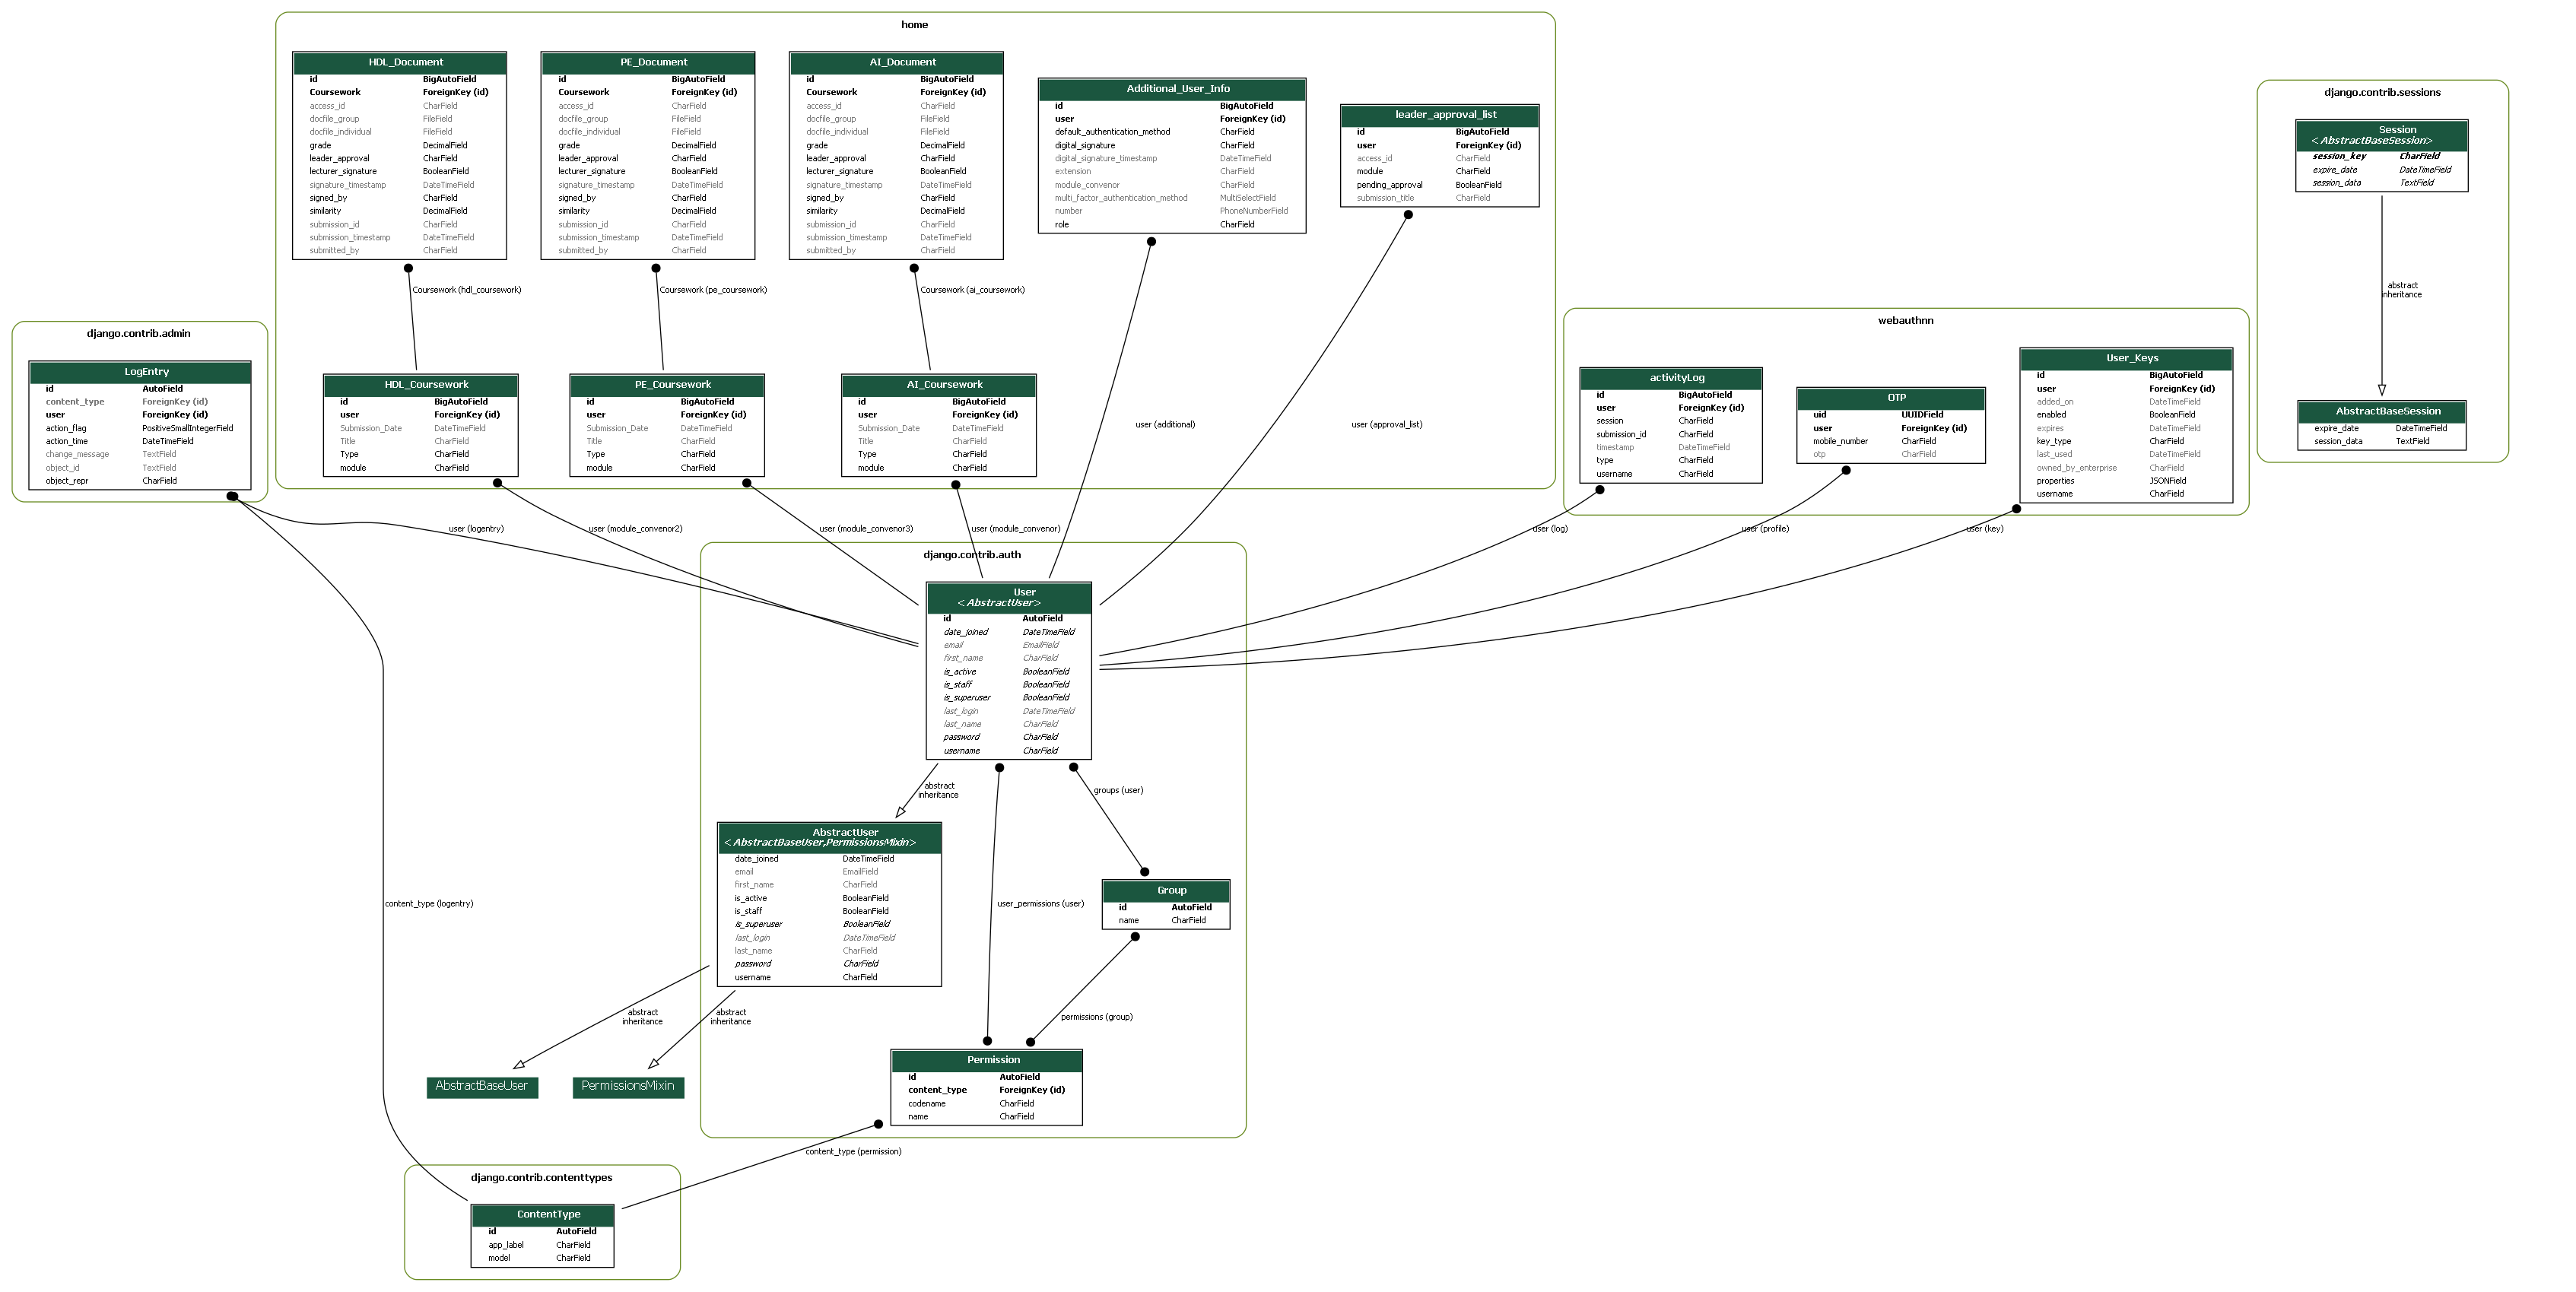 home
HDL_Document
id BigAutoField
Coursework ForeignKey (id)
access_id CharField
docfile_group FileField
docfile_individual FileField
grade DecimalField
leader_approval CharField
lecturer_signature BooleanField
signature_timestamp DateTimeField
signed_by CharField
similarity DecimalField
submission_id CharField
submission_timestamp DateTimeField
submitted_by CharField
PE_Document
id BigAutoField
Coursework ForeignKey (id)
access_id CharField
docfile_group FileField
docfile_individual FileField
grade DecimalField
leader_approval CharField
lecturer_signature BooleanField
signature_timestamp DateTimeField
signed_by CharField
similarity DecimalField
submission_id CharField
submission_timestamp DateTimeField
submitted_by CharField
AI_Document
id BigAutoField
Coursework ForeignKey (id)
access_id CharField
docfile_group FileField
docfile_individual FileField
grade DecimalField
leader_approval CharField
lecturer_signature BooleanField
signature_timestamp DateTimeField
signed_by CharField
similarity DecimalField
submission_id CharField
submission_timestamp DateTimeField
submitted_by CharField
Additional_User_Info
id BigAutoField
user ForeignKey (id)
default_authentication_method CharField
digital_signature CharField
digital_signature_timestamp DateTimeField
extension CharField
module_convenor CharField
multi_factor_authentication_method MultiSelectField
number PhoneNumberField
role CharField
leader_approval_list
id BigAutoField
user ForeignKey (id)
access_id CharField
module CharField
pending_approval BooleanField
submission_title CharField
django.contrib.sessions
Session
<AbstractBaseSession>
session_key CharField
expire_date DateTimeField
session_data TextField
abstract
inheritance
AbstractBaseSession
expire_date DateTimeField
session_data TextField
Coursework (hdl_coursework)
Coursework (pe_coursework)
Coursework (ai_coursework)
user (additional)
user (approval_list)
django.contrib.admin
LogEntry
id AutoField
content_type ForeignKey (id)
user ForeignKey (id)
action_flag PositiveSmallIntegerField
action_time DateTimeField
change_message TextField
object_id TextField
object_repr CharField
HDL_Coursework
id BigAutoField
user ForeignKey (id)
Submission_Date DateTimeField
Title CharField
Type CharField
module CharField
PE_Coursework
id BigAutoField
user ForeignKey (id)
Submission_Date DateTimeField
Title CharField
Type CharField
module CharField
AI_Coursework
id BigAutoField
user ForeignKey (id)
Submission_Date DateTimeField
Title CharField
Type CharField
module CharField
webauthnn
activityLog
id BigAutoField
user ForeignKey (id)
session CharField
submission_id CharField
timestamp DateTimeField
type CharField
username CharField
OTP
uid UUIDField
user ForeignKey (id)
mobile_number CharField
otp CharField
User_Keys
id BigAutoField
user ForeignKey (id)
added_on DateTimeField
enabled BooleanField
expires DateTimeField
key_type CharField
last_used DateTimeField
owned_by_enterprise CharField
properties JSONField
username CharField
user (logentry)
user (module_convenor2)
user (module_convenor3)
user (module_convenor)
user (log)
user (profile)
user (key)
django.contrib.auth
User
<AbstractUser>
id AutoField
date_joined DateTimeField
email EmailField
first_name CharField
is_active BooleanField
is_staff BooleanField
is_superuser BooleanField
last_login DateTimeField
last_name CharField
password CharField
username CharField
abstract
inheritance
groups (user)
AbstractUser
<AbstractBaseUser,PermissionsMixin>
date_joined DateTimeField
email EmailField
first_name CharField
is_active BooleanField
is_staff BooleanField
is_superuser BooleanField
last_login DateTimeField
last_name CharField
password CharField
username CharField
user_permissions (user)
Group
id AutoField
name CharField
content_type (logentry)
abstract
inheritance
abstract
inheritance
permissions (group)
AbstractBaseUser
PermissionsMixin
Permission
id AutoField
content_type ForeignKey (id)
codename CharField
name CharField
content_type (permission)
django.contrib.contenttypes
ContentType
id AutoField
app_label CharField
model CharField